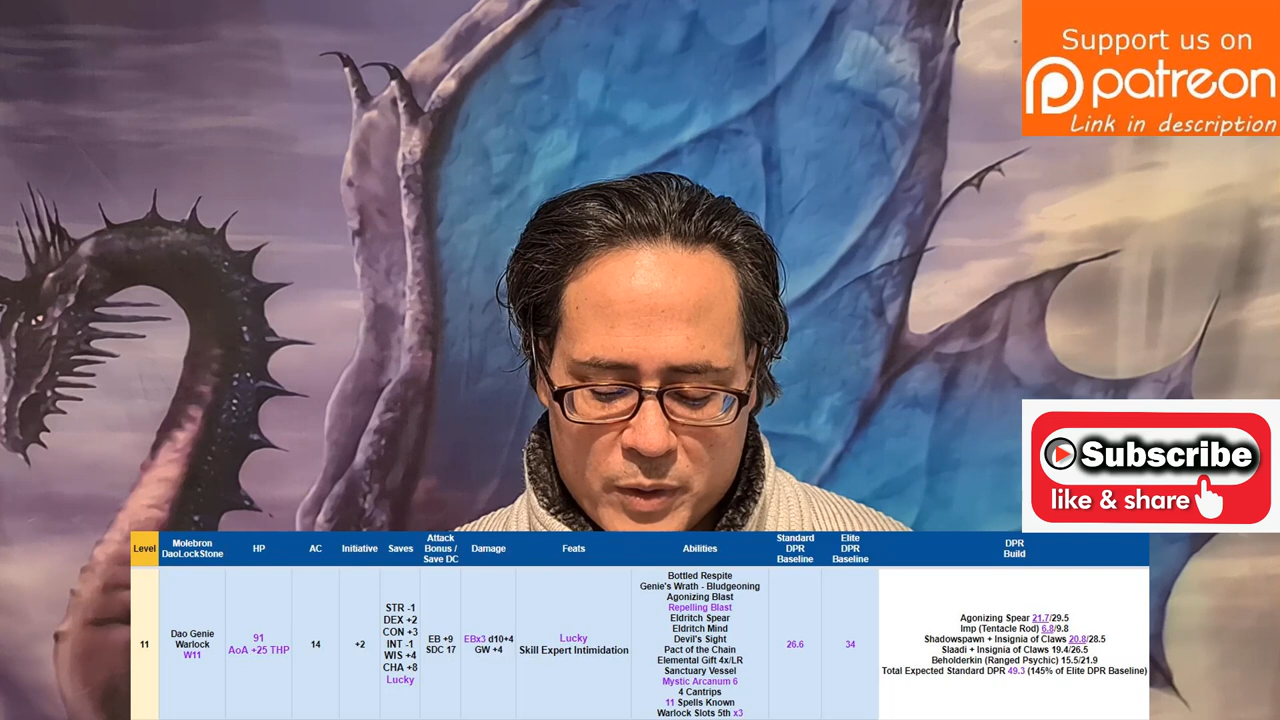 Support us on
patreon
Link in description
Subscribe
like & share
Level
Molebron
DaoLockStone
HP
AC
Initiative
Saves
Attack
Bonus /
Save DC
Damage
Feats
Abilities
Standard
DPR
Baseline
Elite
DPR
Baseline
DPR
Build
11
Dao Genie
Warlock
W11
91
AoA +25 THP
14
+2
STR -1
DEX +2
CON +3
INT -1
WIS +4
CHA +8
Lucky
EB +9
SDC 17
EBx3 d10+4
GW +4
Lucky
Skill Expert Intimidation
Bottled Respite
Genie's Wrath - Bludgeoning
Agonizing Blast
Repelling Blast
Eldritch Spear
Eldritch Mind
Devil's Sight
Pact of the Chain
Elemental Gift 4x/LR
Sanctuary Vessel
Mystic Arcanum 6
4 Cantrips
11 Spells Known
Warlock Slots 5th x3
26.6
34
Agonizing Spear 21.7/29.5
Imp (Tentacle Rod) 6.8/9.8
Shadowspawn + Insignia of Claws 20.8/28.5
Slaadi + Insignia of Claws 19.4/26.5
Beholderkin (Ranged Psychic) 15.5/21.9
Total Expected Standard DPR 49.3 (145% of Elite DPR Baseline)